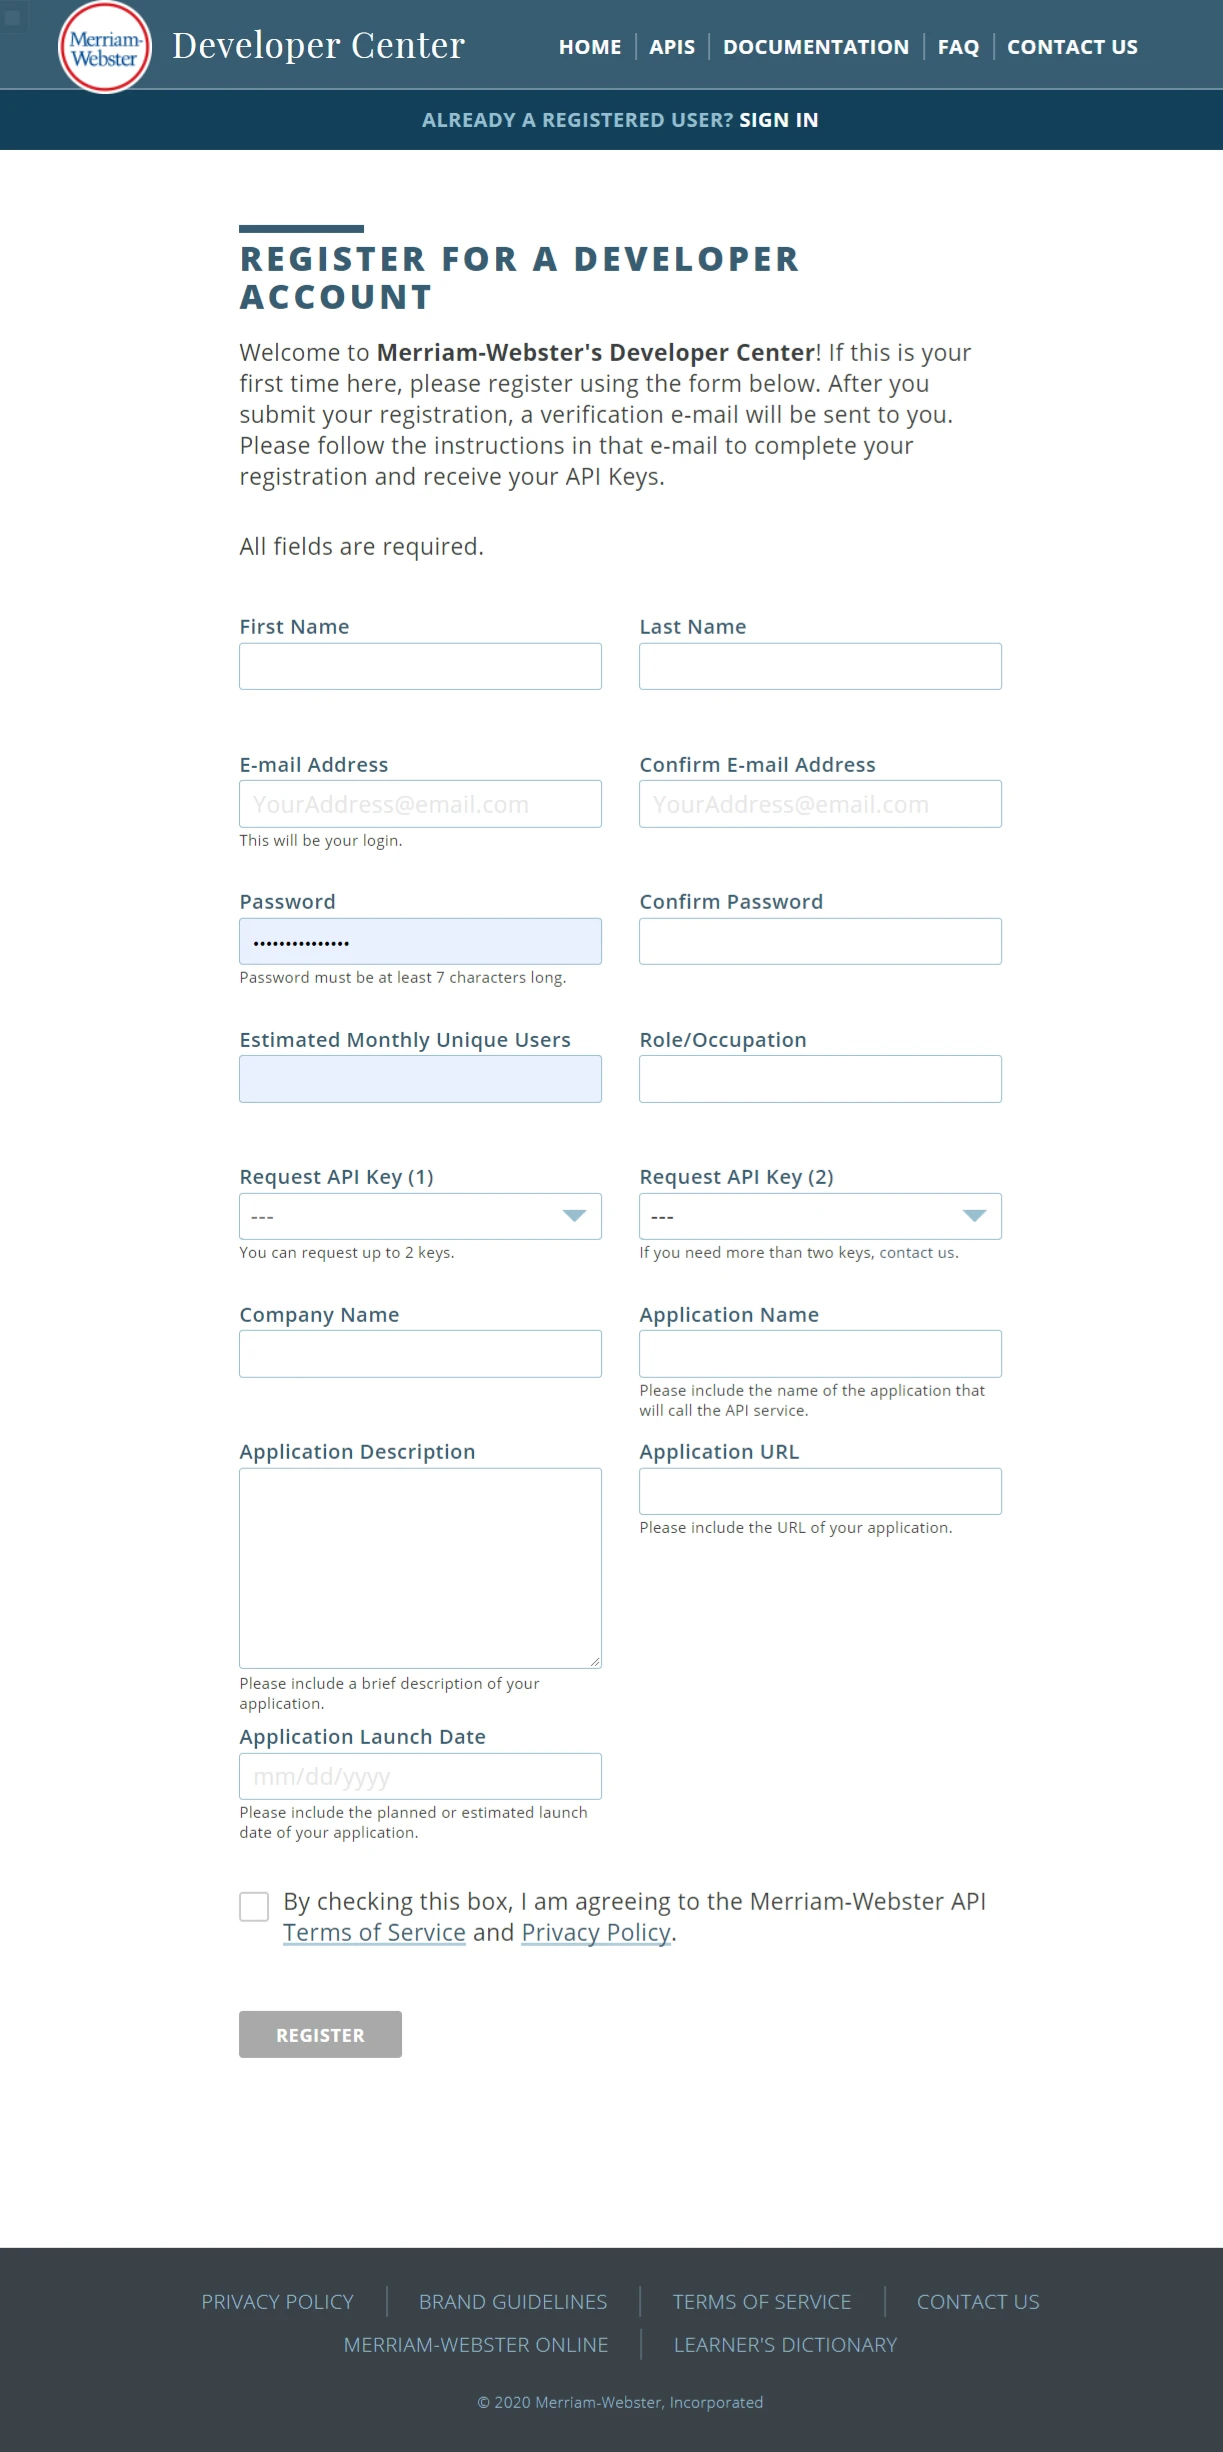 Merriam-
Webster
Developer Center
HOME
APIS
DOCUMENTATION
FAQ
CONTACT US
ALREADY A REGISTERED USER? SIGN IN
REGISTER FOR A DEVELOPER
ACCOUNT
Welcome to Merriam-Webster's Developer Center! If this is your
first time here, please register using the form below. After you
submit your registration, a verification e-mail will be sent to you.
Please follow the instructions in that e-mail to complete your
registration and receive your API Keys.
All fields are required.
First Name
Last Name
E-mail Address
Confirm E-mail Address
YourAddress@email.com
YourAddress@email.com
This will be your login.
Password
Confirm Password
•••••••••••••••
Password must be at least 7 characters long.
Estimated Monthly Unique Users
Role/Occupation
Request API Key (1)
Request API Key (2)
---
---
You can request up to 2 keys.
If you need more than two keys, contact us.
Company Name
Application Name
Please include the name of the application that
will call the API service.
Application Description
Application URL
Please include the URL of your application.
Please include a brief description of your
application.
Application Launch Date
mm/dd/yyyy
Please include the planned or estimated launch
date of your application.
By checking this box, I am agreeing to the Merriam-Webster API
Terms of Service and Privacy Policy.
REGISTER
PRIVACY POLICY
BRAND GUIDELINES
TERMS OF SERVICE
CONTACT US
MERRIAM-WEBSTER ONLINE
LEARNER'S DICTIONARY
© 2020 Merriam-Webster, Incorporated